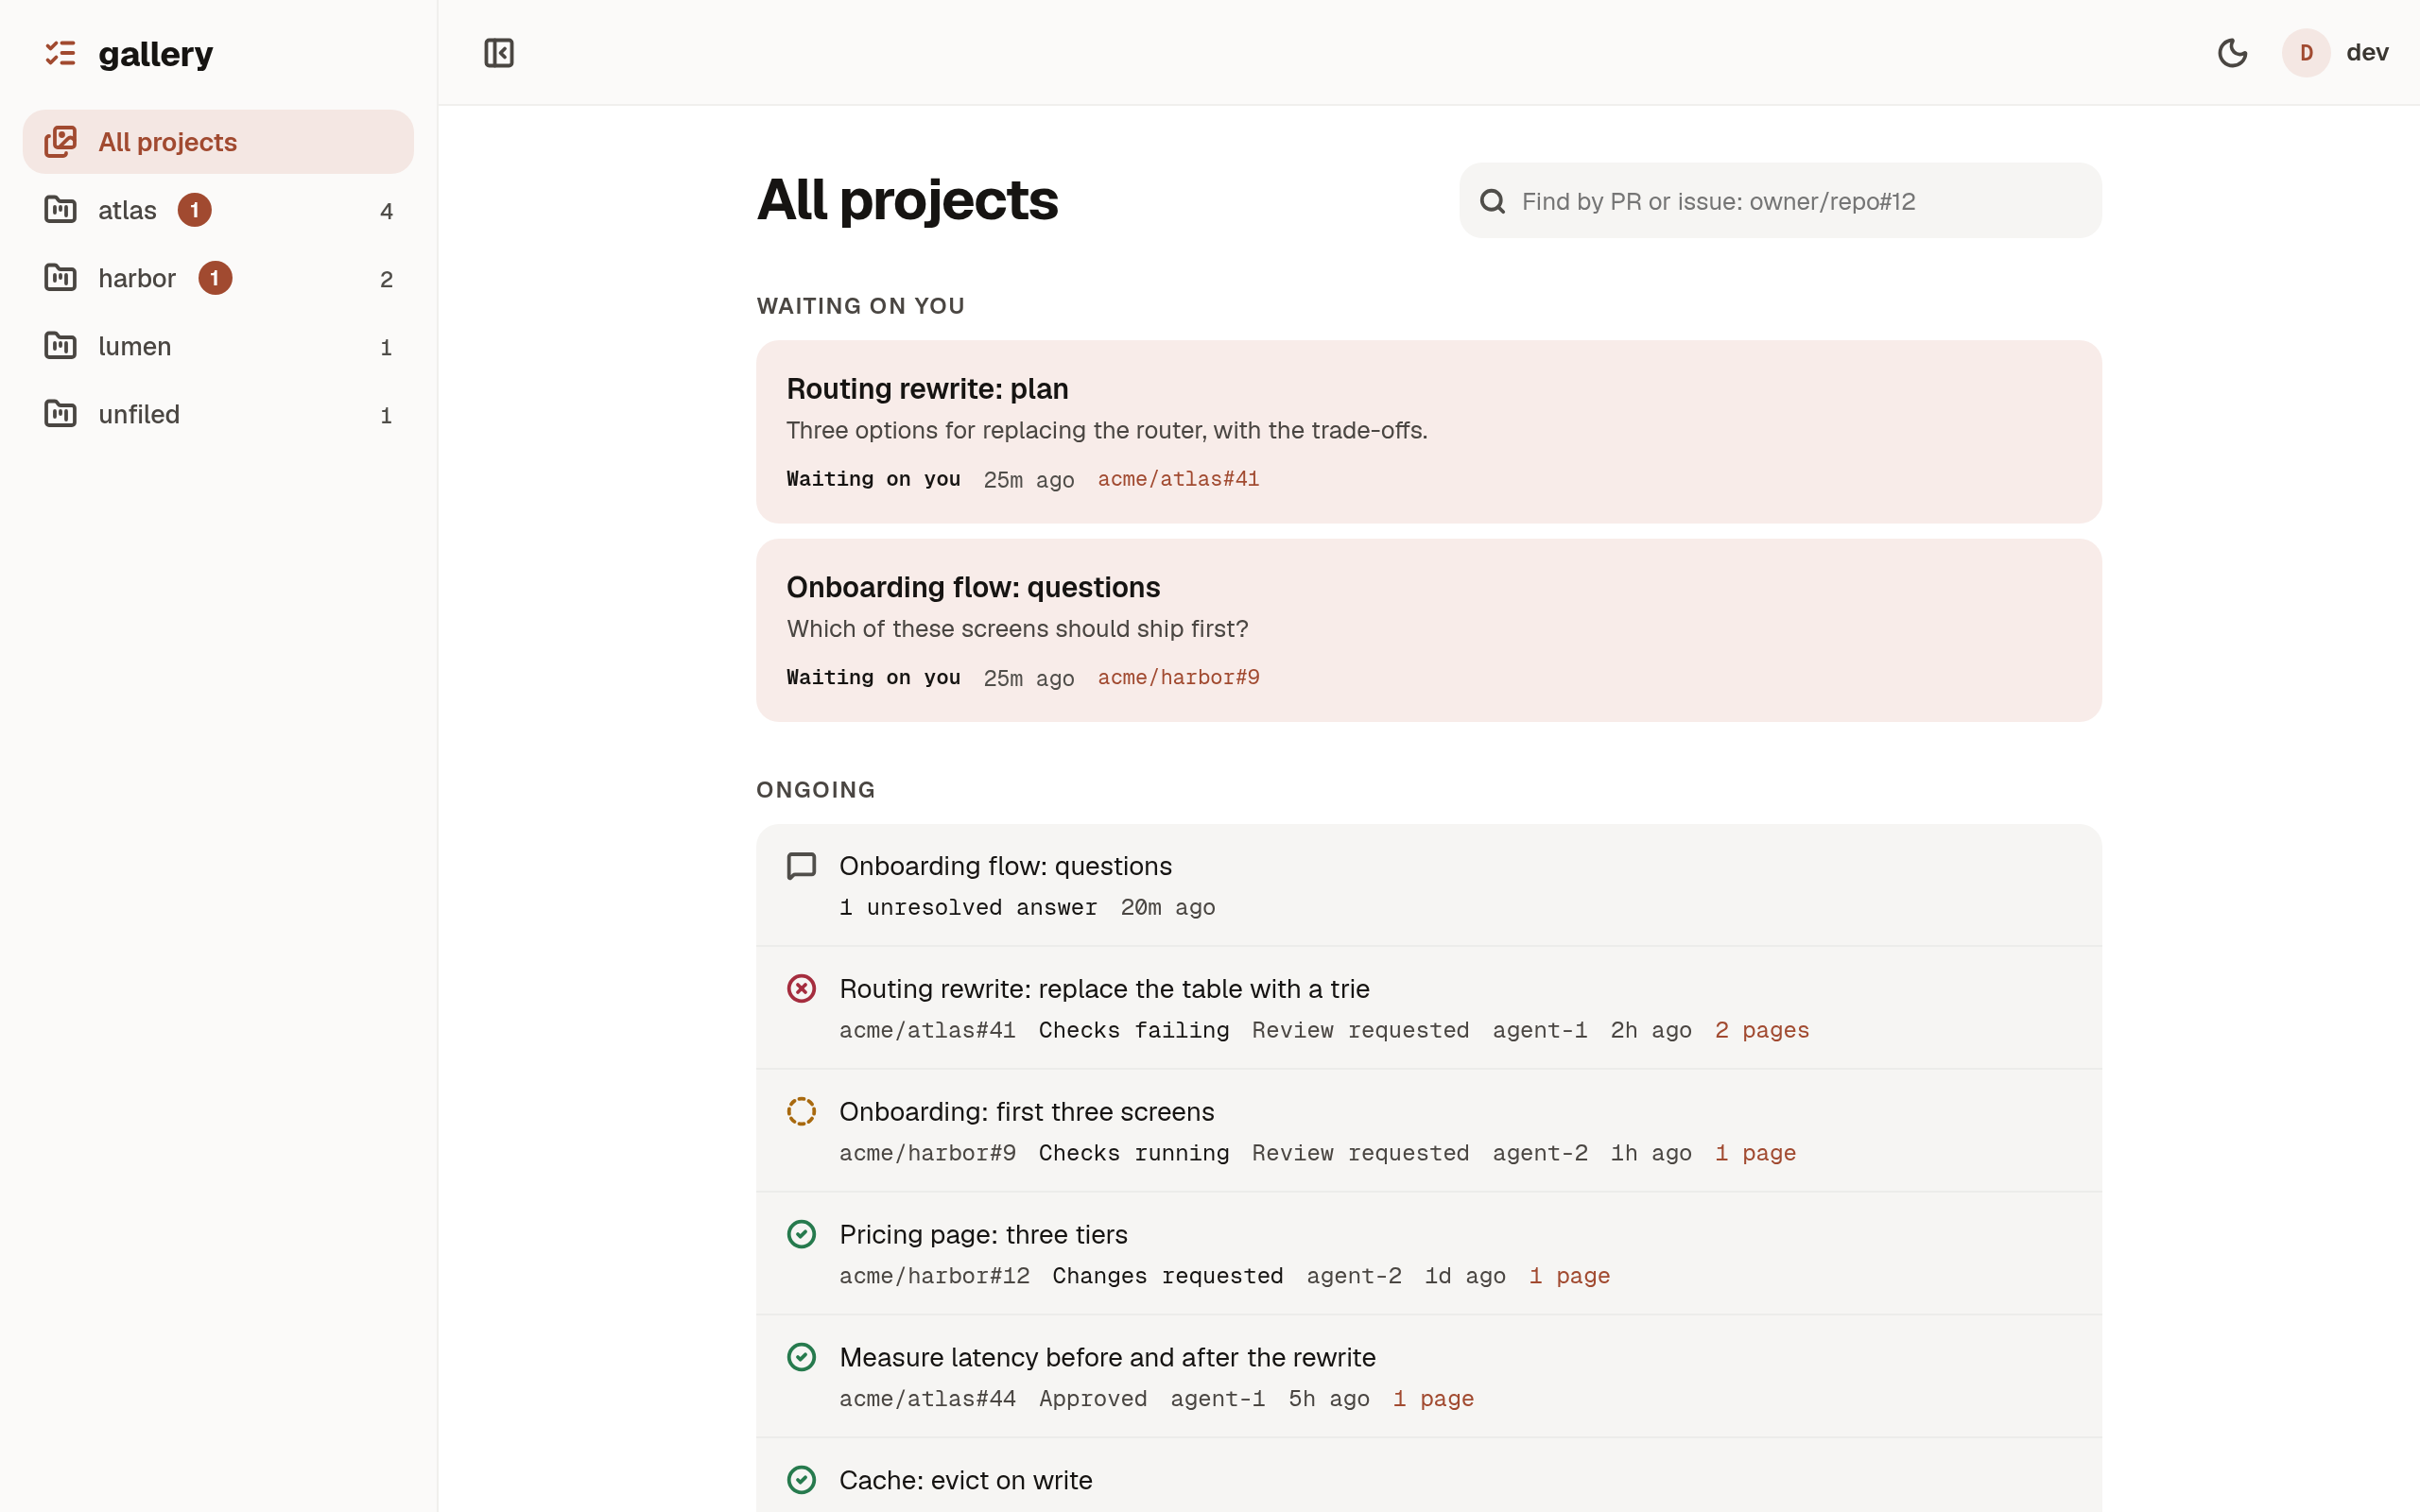 gallery
All projects
atlas 1 4
harbor 1 2
lumen 1
unfiled 1
D dev
All projects
Find by PR or issue: owner/repo#12
WAITING ON YOU
Routing rewrite: plan
Three options for replacing the router, with the trade-offs.
Waiting on you 25m ago acme/atlas#41
Onboarding flow: questions
Which of these screens should ship first?
Waiting on you 25m ago acme/harbor#9
ONGOING
Onboarding flow: questions
1 unresolved answer 20m ago
Routing rewrite: replace the table with a trie
acme/atlas#41 Checks failing Review requested agent-1 2h ago 2 pages
Onboarding: first three screens
acme/harbor#9 Checks running Review requested agent-2 1h ago 1 page
Pricing page: three tiers
acme/harbor#12 Changes requested agent-2 1d ago 1 page
Measure latency before and after the rewrite
acme/atlas#44 Approved agent-1 5h ago 1 page
Cache: evict on write